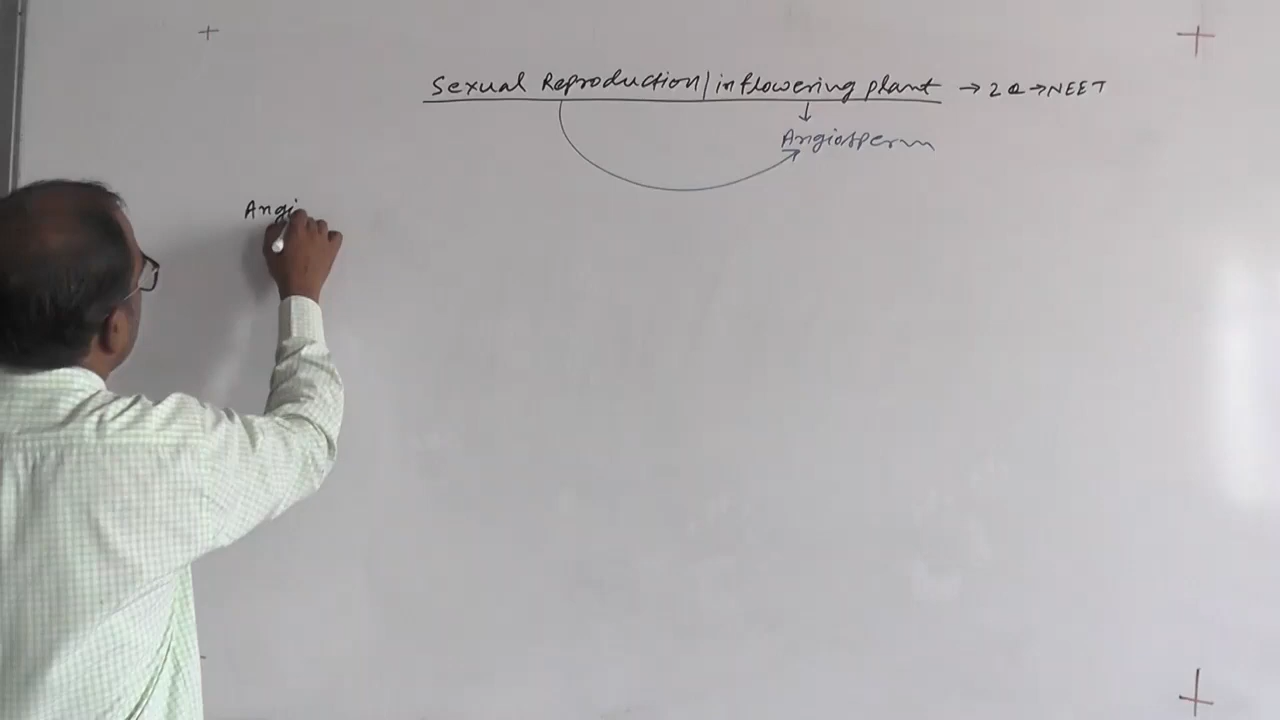 Sexual Reproduction/in flowering plant → 2Q → NEET
↓
Angiosperm
Angi